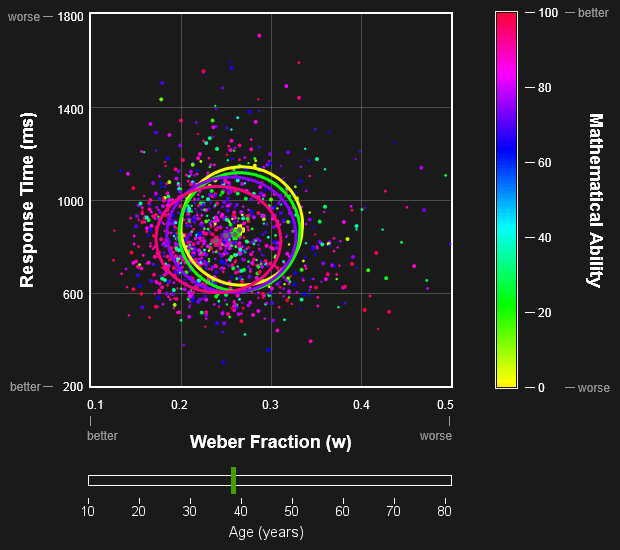 worse 1800
1400
1000
600
better 200
Response Time (ms)
0.1 0.2 0.3 0.4 0.5
better worse
Weber Fraction (w)
10 20 30 40 50 60 70 80
Age (years)
100 better
80
60
40
20
0 worse
Mathematical Ability